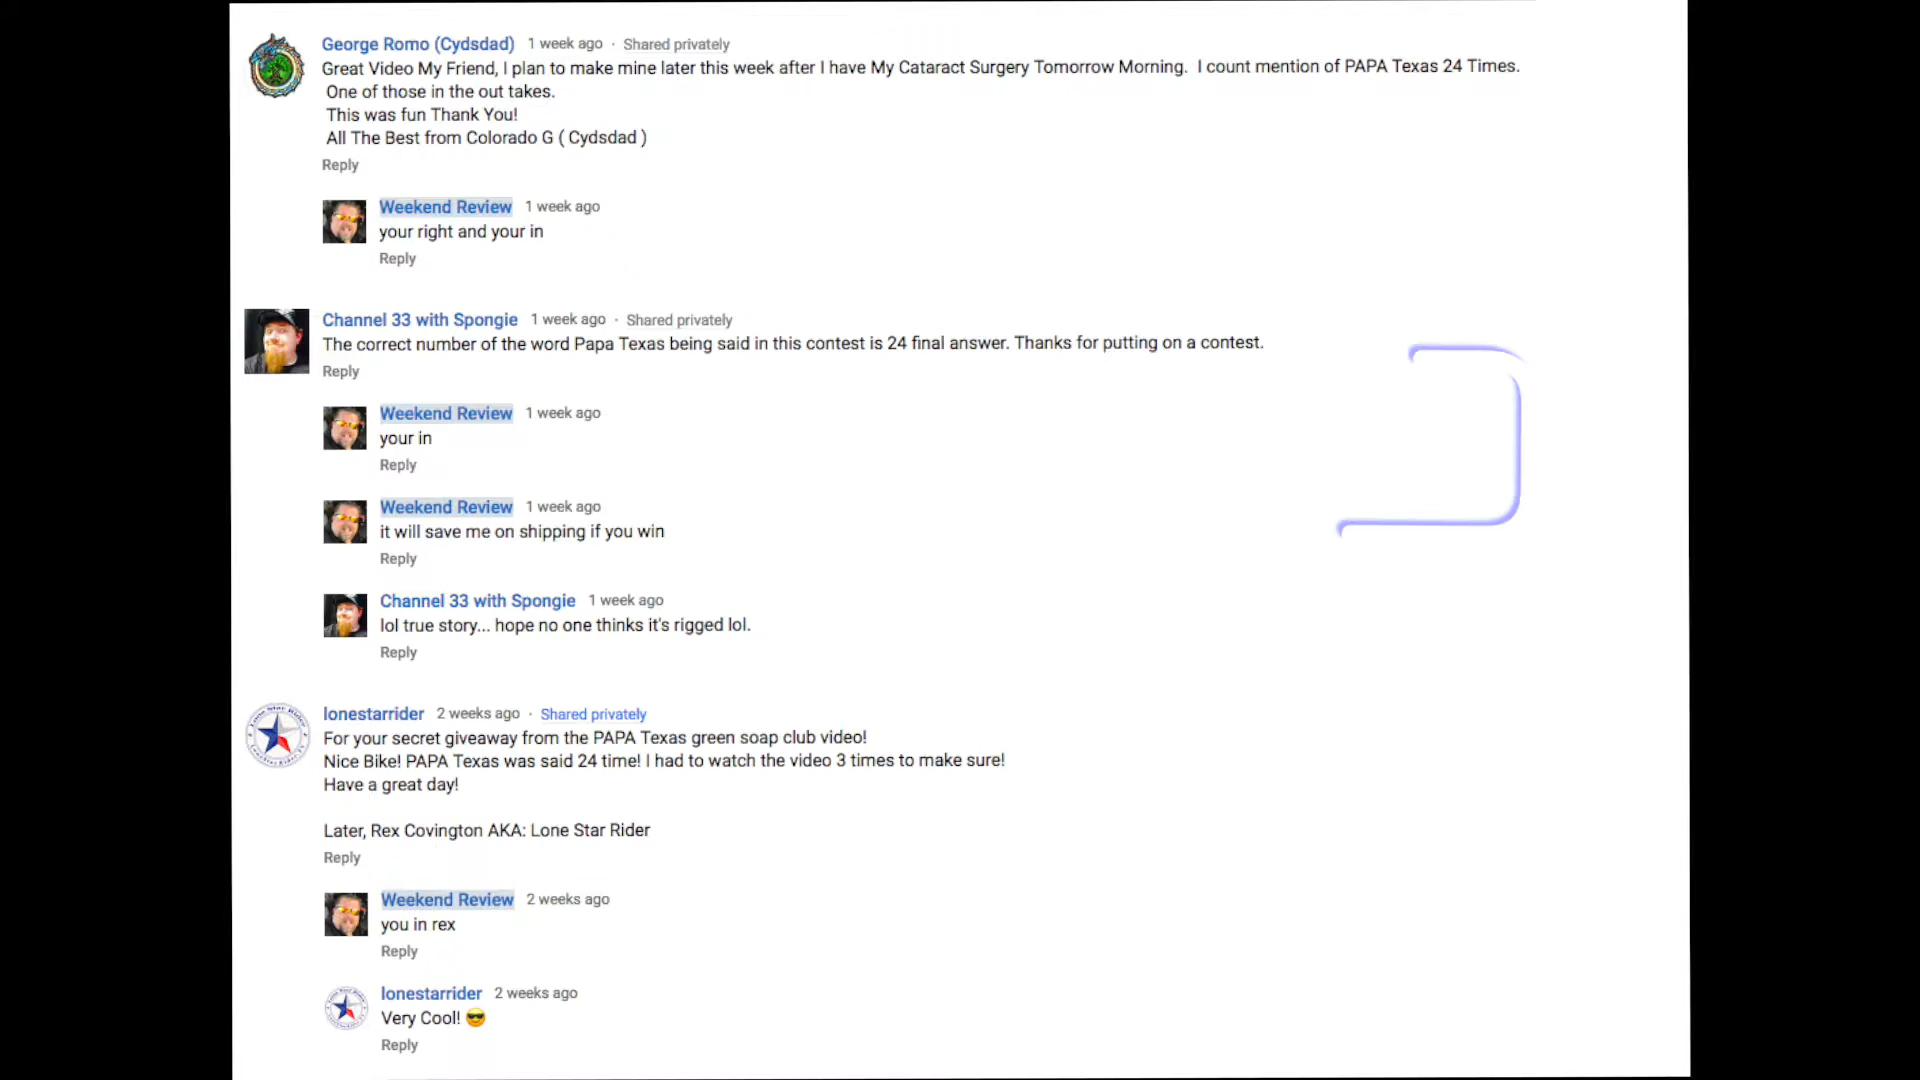 George Romo (Cydsdad) 1 week ago · Shared privately
Great Video My Friend, I plan to make mine later this week after I have My Cataract Surgery Tomorrow Morning. I count mention of PAPA Texas 24 Times.
One of those in the out takes.
This was fun Thank You!
All The Best from Colorado G ( Cydsdad )
Reply
Weekend Review 1 week ago
your right and your in
Reply
Channel 33 with Spongie 1 week ago · Shared privately
The correct number of the word Papa Texas being said in this contest is 24 final answer. Thanks for putting on a contest.
Reply
Weekend Review 1 week ago
your in
Reply
Weekend Review 1 week ago
it will save me on shipping if you win
Reply
Channel 33 with Spongie 1 week ago
lol true story... hope no one thinks it's rigged lol.
Reply
lonestarrider 2 weeks ago · Shared privately
For your secret giveaway from the PAPA Texas green soap club video!
Nice Bike! PAPA Texas was said 24 time! I had to watch the video 3 times to make sure!
Have a great day!
Later, Rex Covington AKA: Lone Star Rider
Reply
Weekend Review 2 weeks ago
you in rex
Reply
lonestarrider 2 weeks ago
Very Cool! 😎
Reply